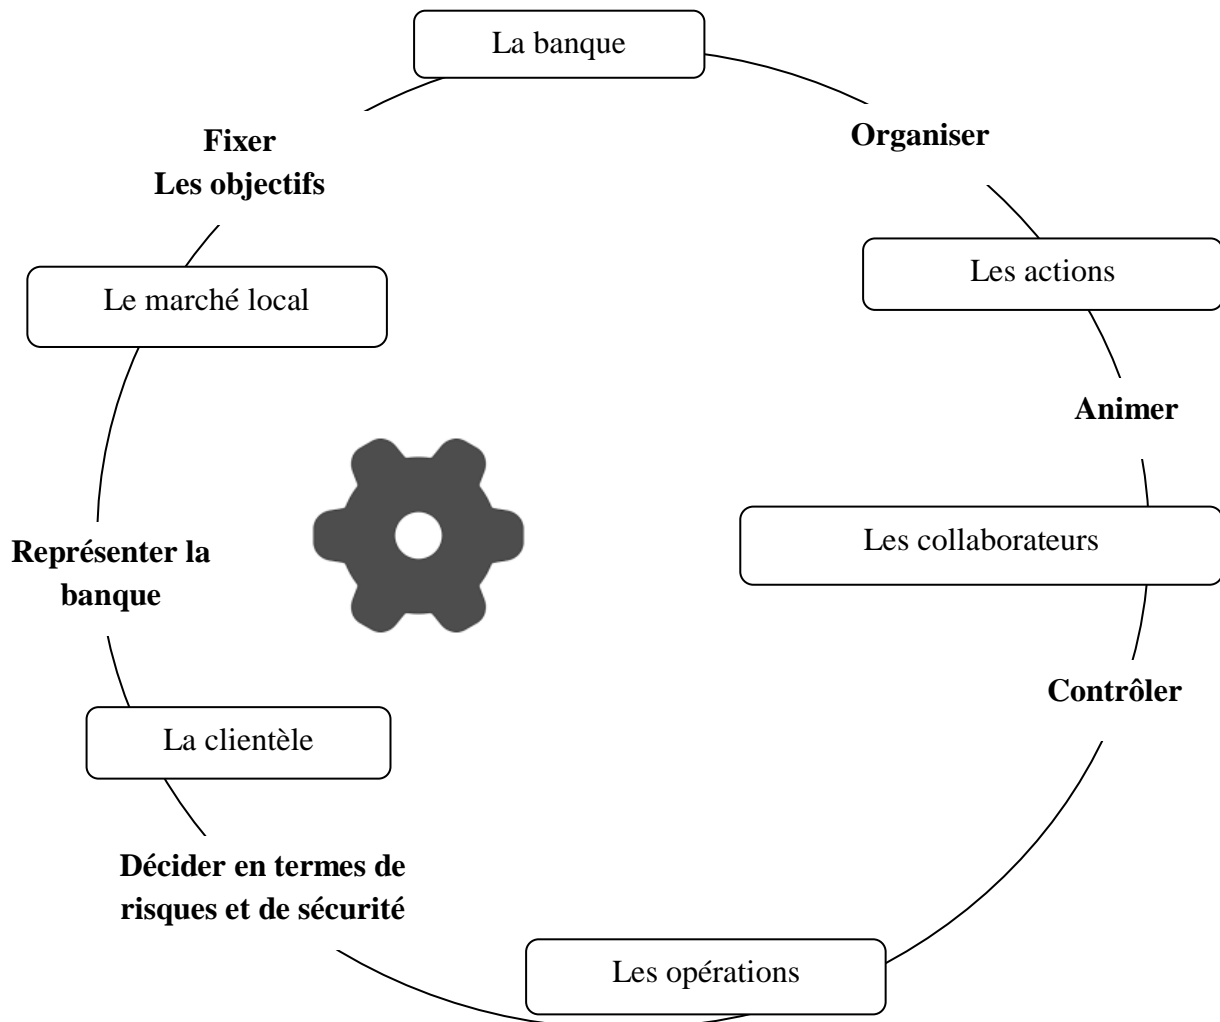 La banque
Organiser
Fixer
Les objectifs
Les actions
Le marché local
Animer
Les collaborateurs
Représenter la
banque
Contrôler
La clientèle
Décider en termes de
risques et de sécurité
Les opérations